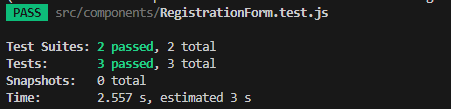 PASS src/components/RegistrationForm.test.js
Test Suites: 2 passed, 2 total
Tests: 3 passed, 3 total
Snapshots: 0 total
Time: 2.557 s, estimated 3 s